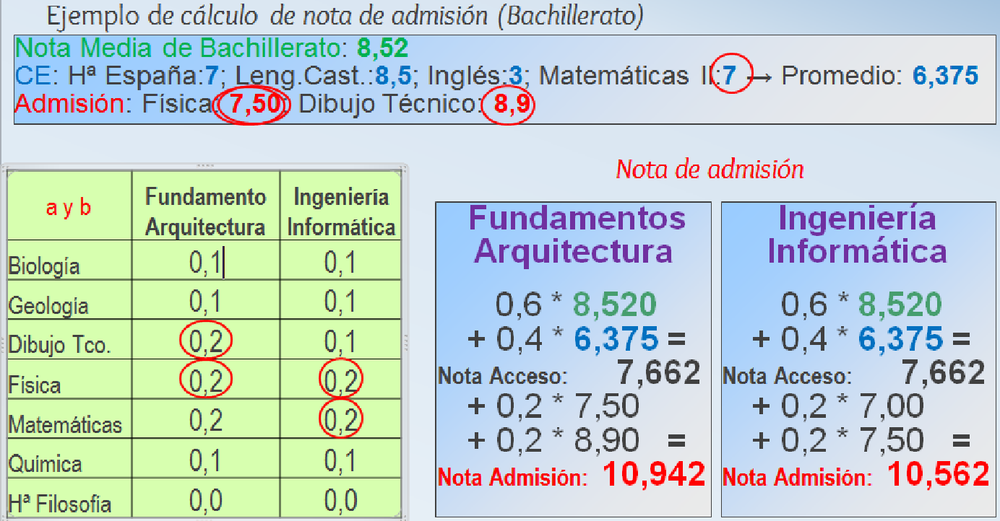 Ejemplo de cálculo de nota de admisión (Bachillerato)
Nota Media de Bachillerato: 8,52
CE: Hª España:7; Leng.Cast.:8,5; Inglés:3; Matemáticas II:7 → Promedio: 6,375
Admisión: Física: 7,50; Dibujo Técnico: 8,9
a y b Fundamento Arquitectura Ingeniería Informática
Biología 0,1 0,1
Geología 0,1 0,1
Dibujo Tco. 0,2 0,1
Física 0,2 0,2
Matemáticas 0,2 0,2
Química 0,1 0,1
Hª Filosofia 0,0 0,0
Nota de admisión
Fundamentos
Arquitectura
0,6 * 8,520
+ 0,4 * 6,375 =
Nota Acceso: 7,662
+ 0,2 * 7,50
+ 0,2 * 8,90 =
Nota Admisión: 10,942
Ingeniería
Informática
0,6 * 8,520
+ 0,4 * 6,375 =
Nota Acceso: 7,662
+ 0,2 * 7,00
+ 0,2 * 7,50 =
Nota Admisión: 10,562